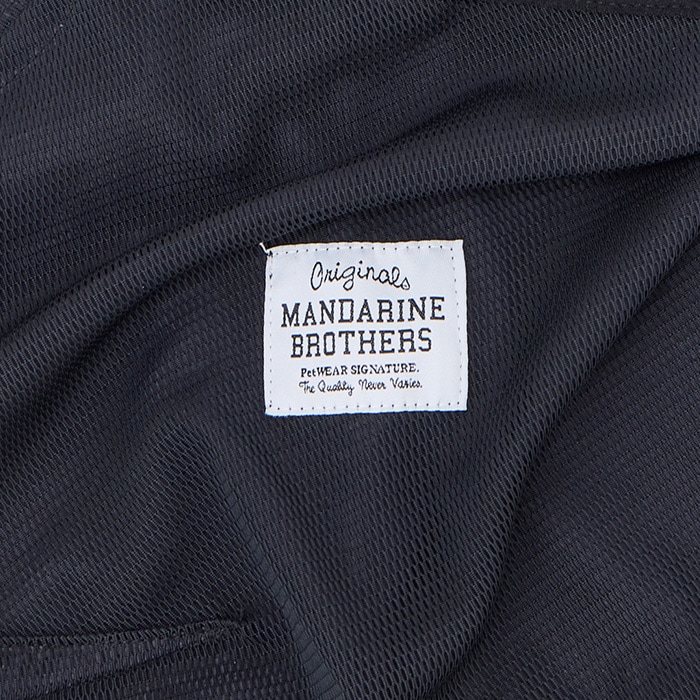 Originals
MANDARINE
BROTHERS
PetWEAR SIGNATURE.
The Quality Never Varies.